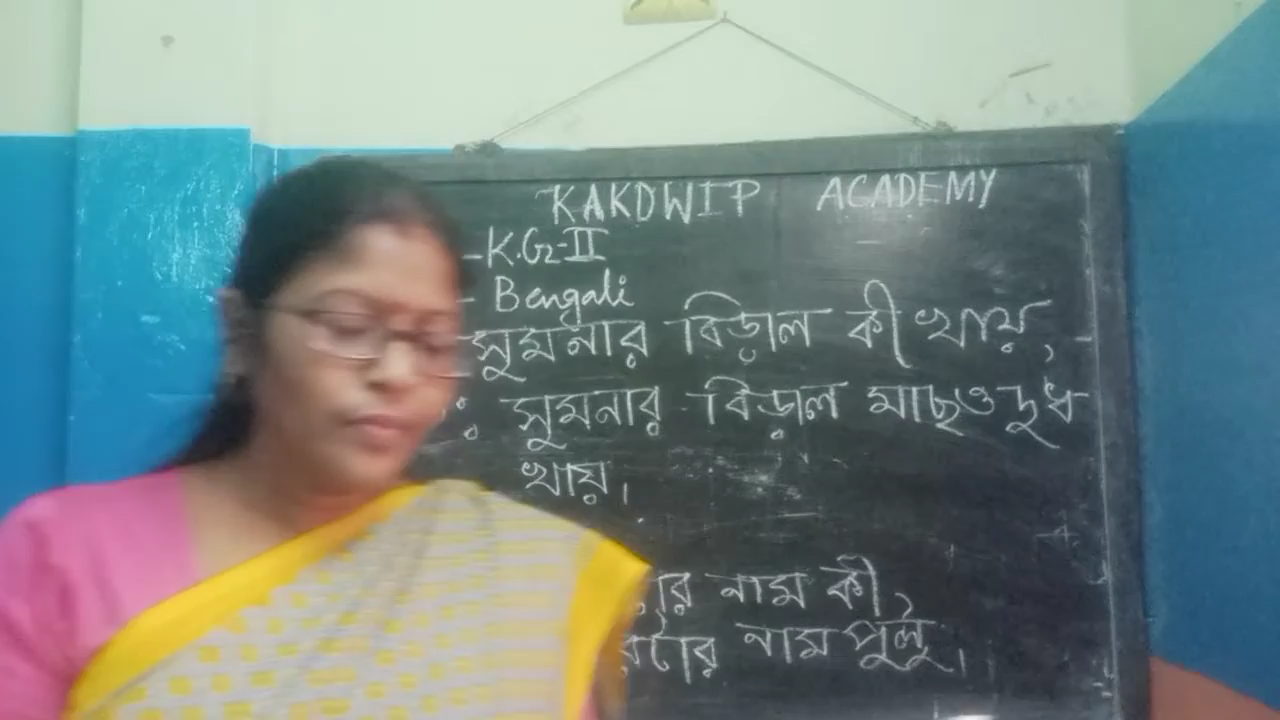 KAKDWIP ACADEMY
- K.G-II
- Bengali
সুমনার বিড়াল কী খায়,
সুমনার বিড়াল মাছ ও দুধ
খায়।
নাম কী,
নাম পুলু।